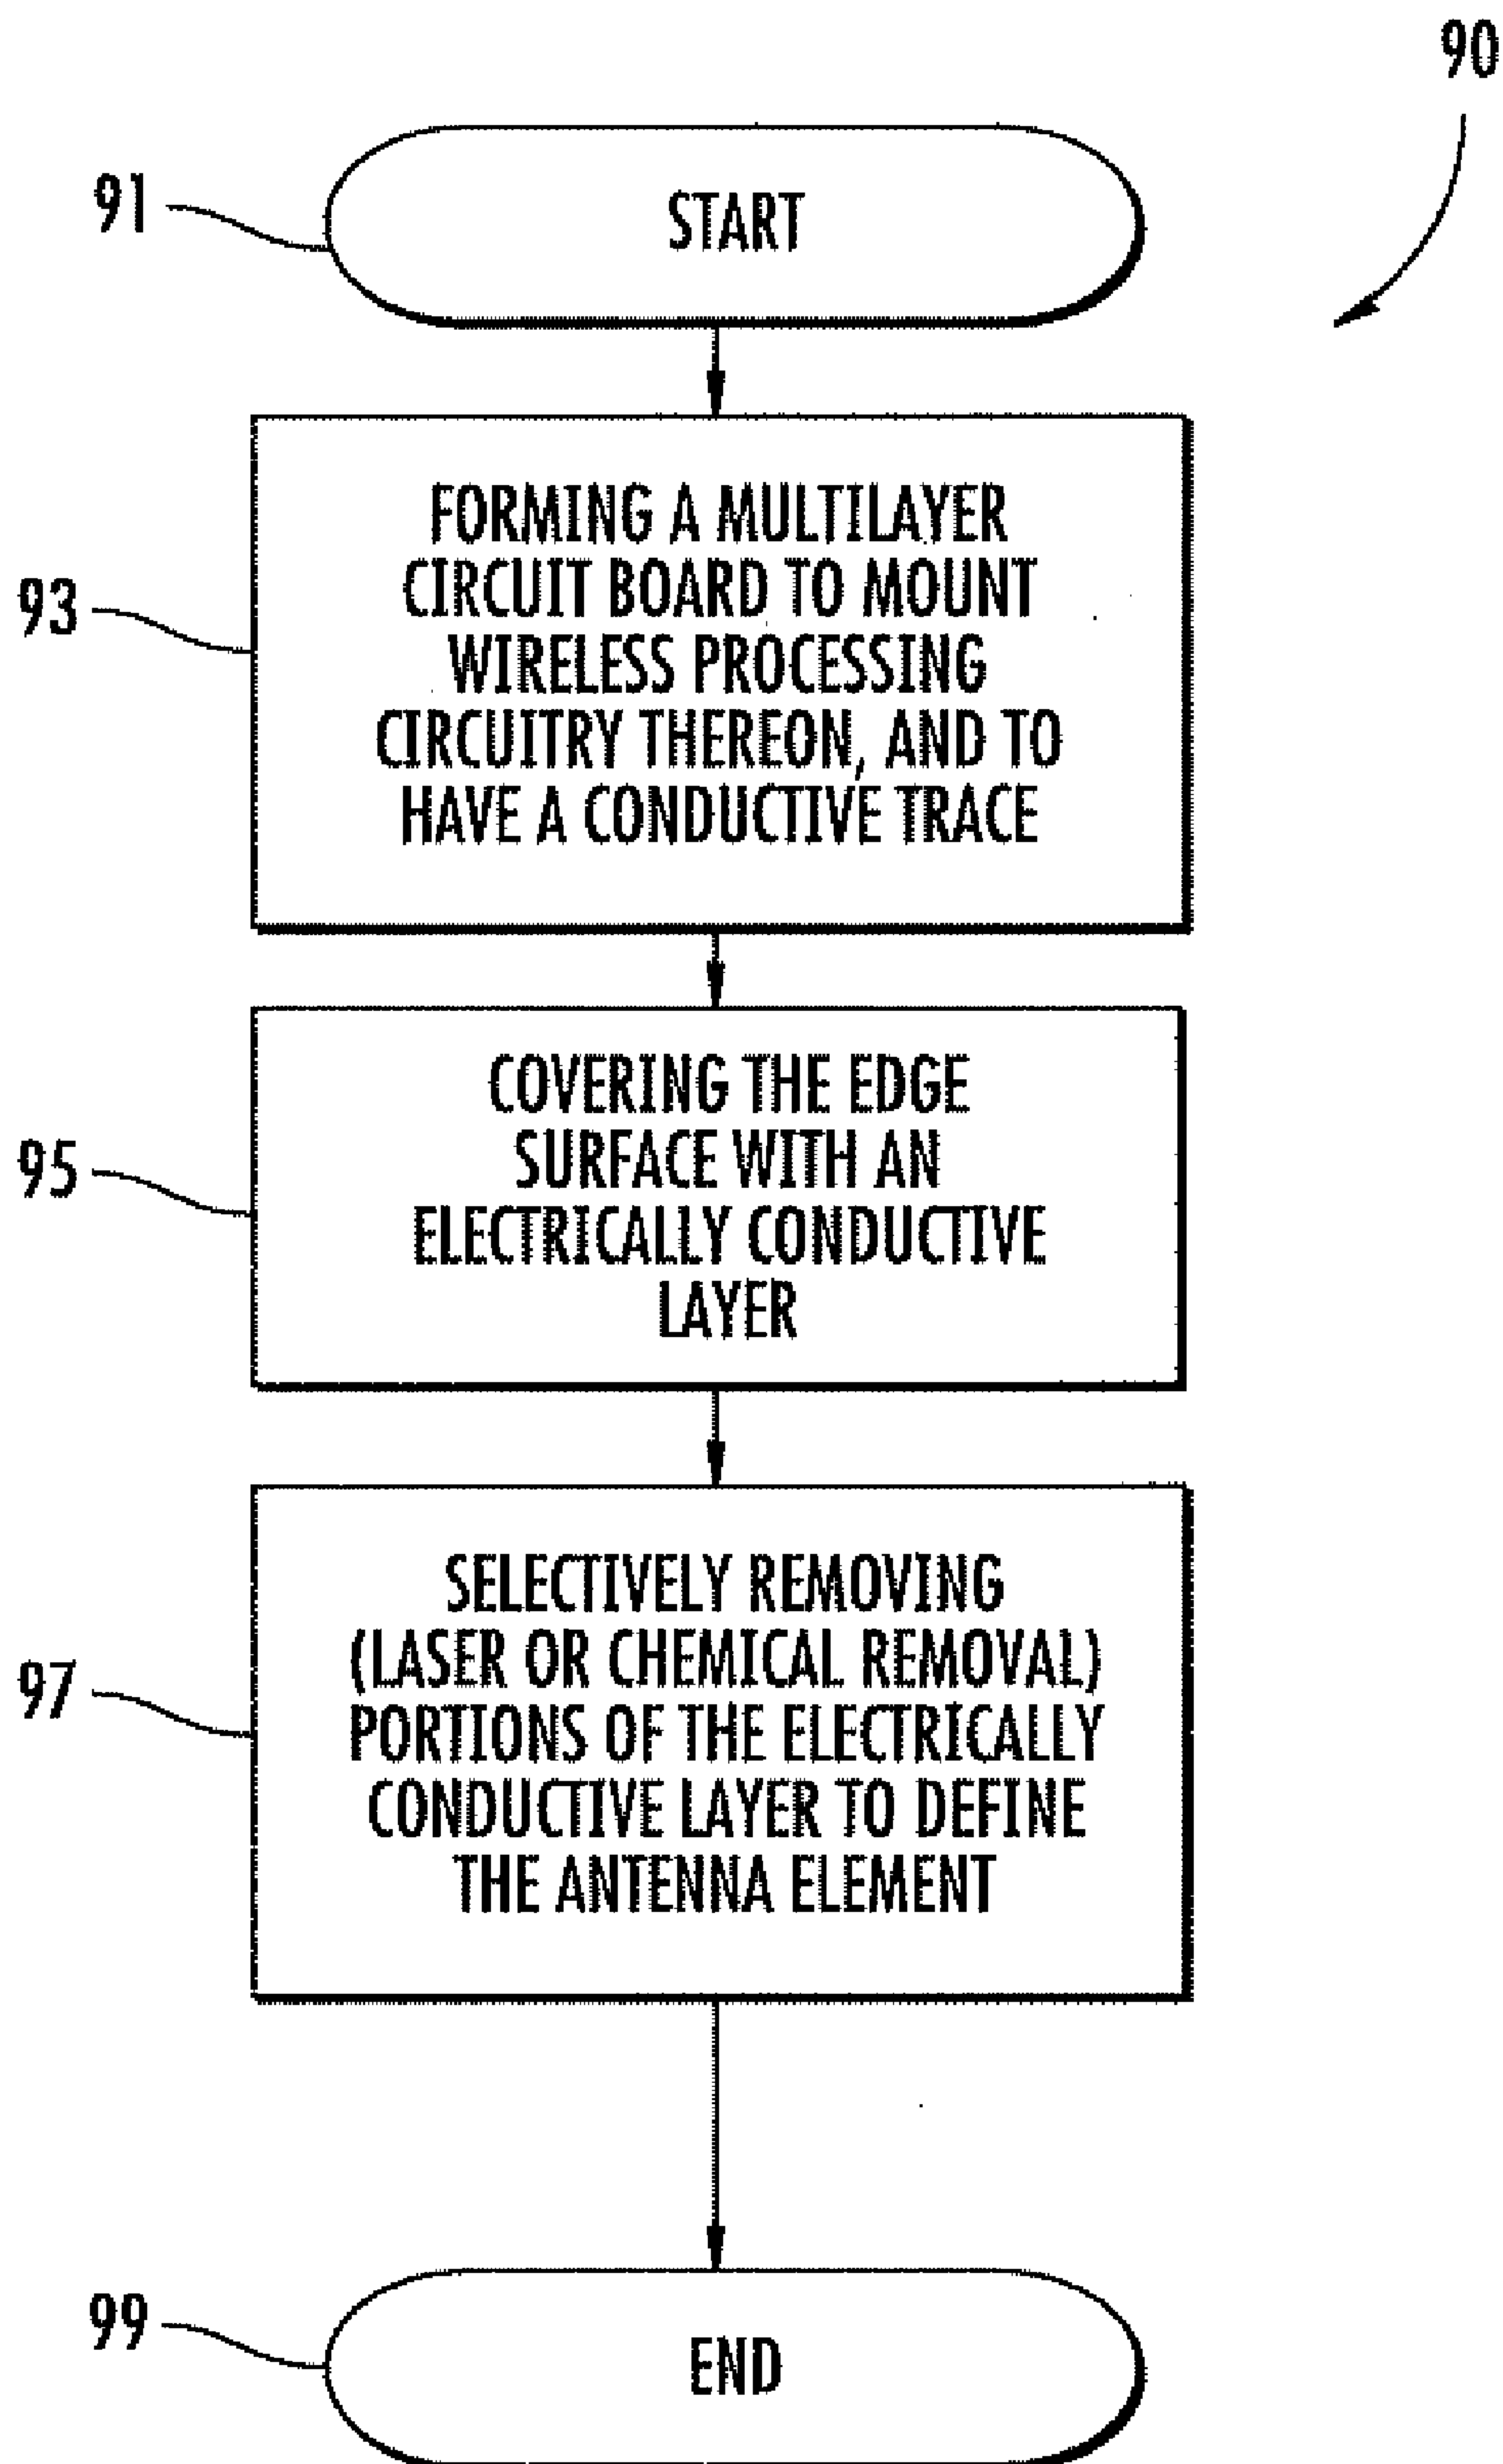 90
91
START
93
FORMING A MULTILAYER
CIRCUIT BOARD TO MOUNT
WIRELESS PROCESSING
CIRCUITRY THEREON, AND TO
HAVE A CONDUCTIVE TRACE
95
COVERING THE EDGE
SURFACE WITH AN
ELECTRICALLY CONDUCTIVE
LAYER
97
SELECTIVELY REMOVING
(LASER OR CHEMICAL REMOVAL)
PORTIONS OF THE ELECTRICALLY
CONDUCTIVE LAYER TO DEFINE
THE ANTENNA ELEMENT
99
END